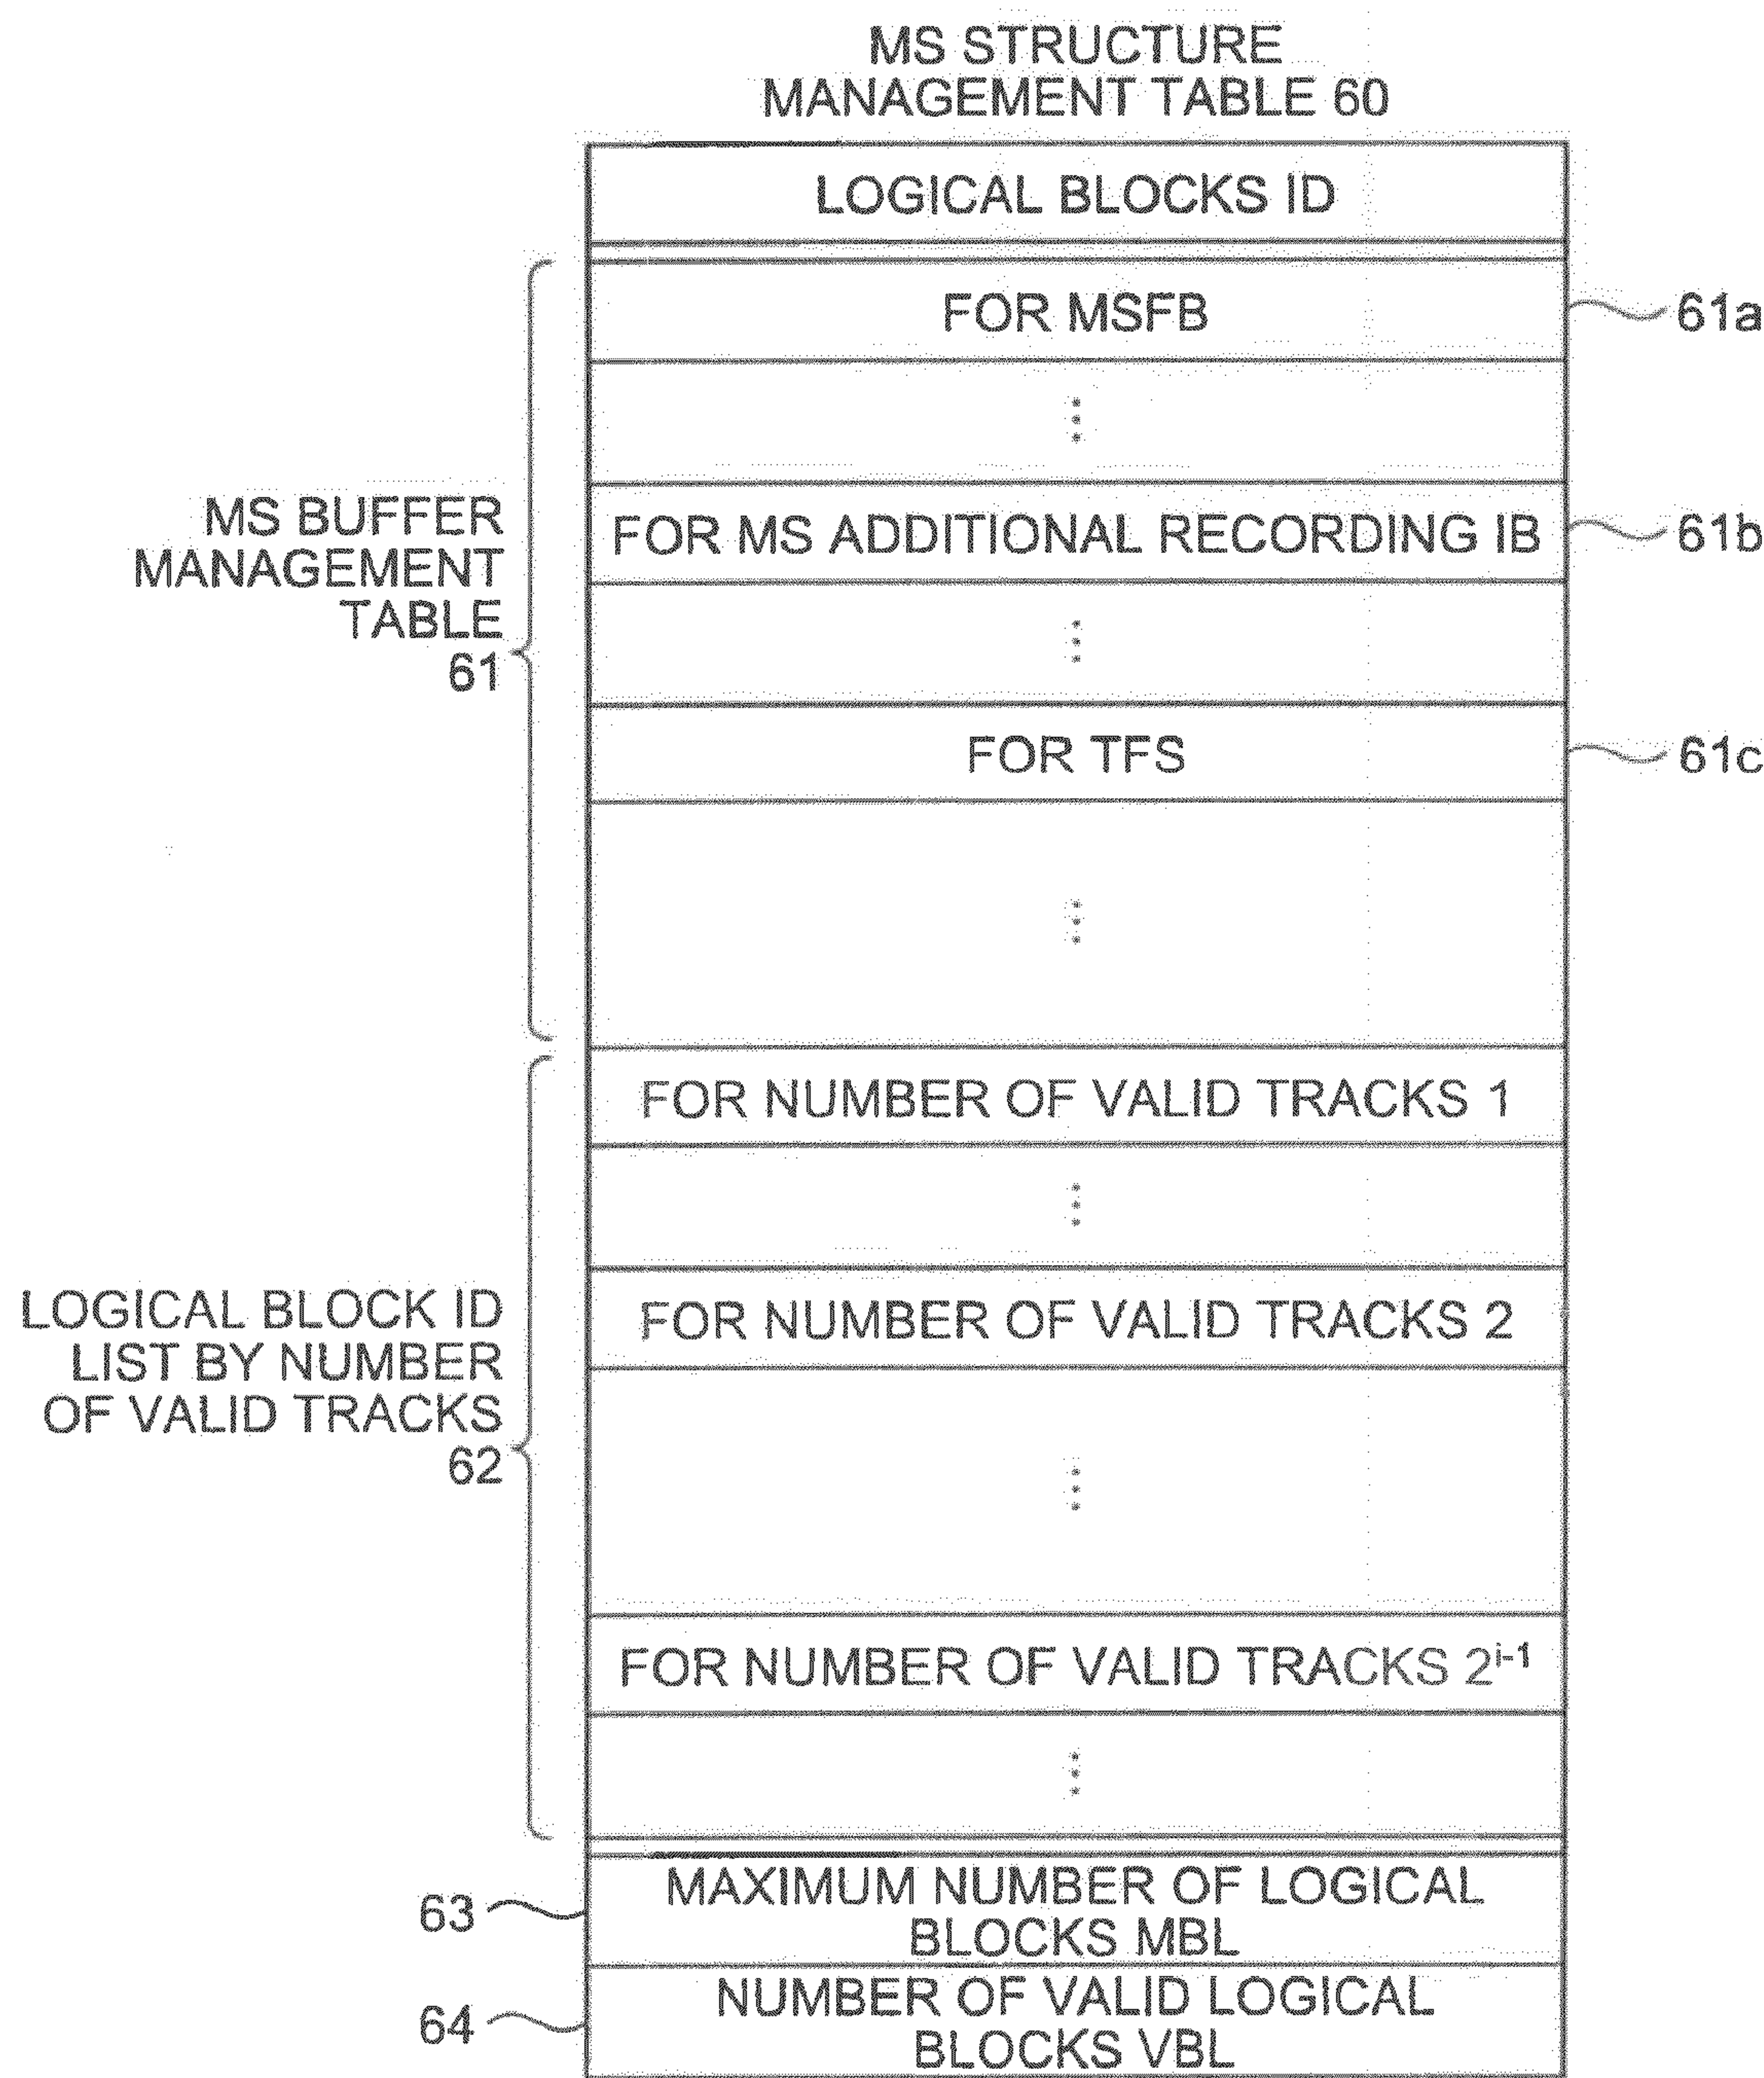 MS STRUCTURE
MANAGEMENT TABLE 60
LOGICAL BLOCKS ID
FOR MSFB
61a
MS BUFFER
MANAGEMENT
TABLE
61
FOR MS ADDITIONAL RECORDING IB
61b
FOR TFS
61c
FOR NUMBER OF VALID TRACKS 1
LOGICAL BLOCK ID
LIST BY NUMBER
OF VALID TRACKS
62
FOR NUMBER OF VALID TRACKS 2
FOR NUMBER OF VALID TRACKS 2^i-1
63
MAXIMUM NUMBER OF LOGICAL
BLOCKS MBL
64
NUMBER OF VALID LOGICAL
BLOCKS VBL